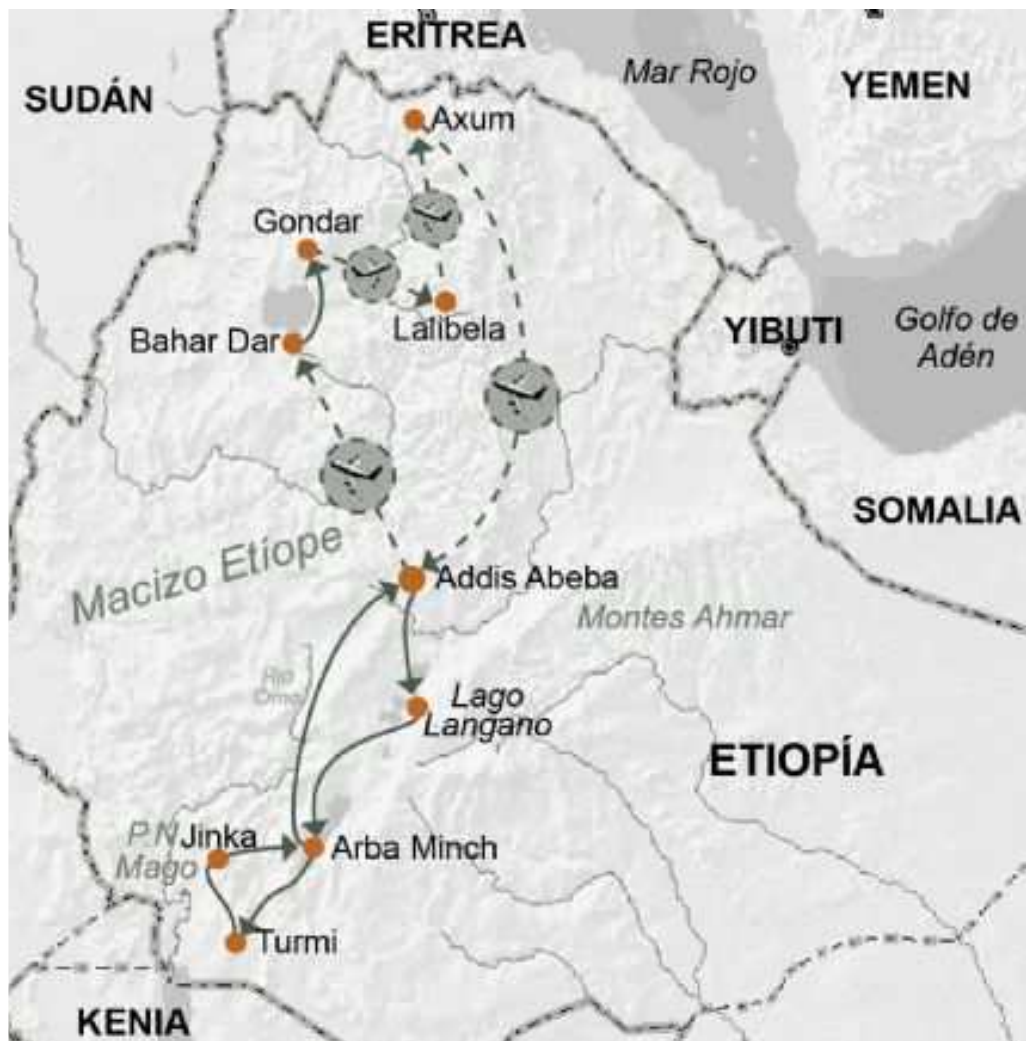 ERITREA
Mar Rojo
YEMEN
SUDÁN
Axum
Gondar
Lalibela
Bahar Dar
YIBUTI
Golfo de
Adén
SOMALIA
Macizo Etíope
Addis Abeba
Montes Ahmar
Rio
Omo
Lago
Langano
ETIOPÍA
P.N
Mago
Jinka
Arba Minch
Turmi
KENIA